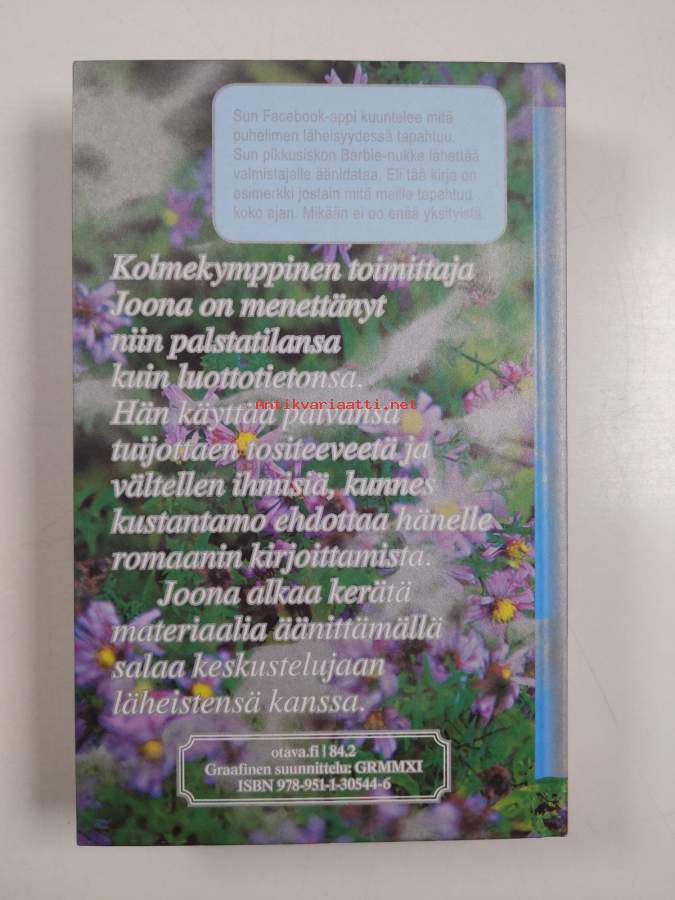 Sun Facebook-appi kuuntelee mitä
puhelimen läheisyydessä tapahtuu.
Sun pikkusiskon Barbie-nukke lähettää
valmistajalle äänidataa. Eli tää kirja on
esimerkki jostain mitä meille tapahtuu
koko ajan. Mikään ei oo enää yksityistä.
Kolmekymppinen toimittaja
Joona on menettänyt
niin palstatilansa
kuin luottotietonsa.
Antikvariaatti.net
Hän käyttää päivänsä
tuijottaen tositeeveetä ja
vältellen ihmisiä, kunnes
kustantamo ehdottaa hänelle
romaanin kirjoittamista.
Joona alkaa kerätä
materiaalia äänittämällä
salaa keskustelujaan
läheistensä kanssa.
otava.fi | 84.2
Graafinen suunnittelu: GRMMXI
ISBN 978-951-1-30544-6